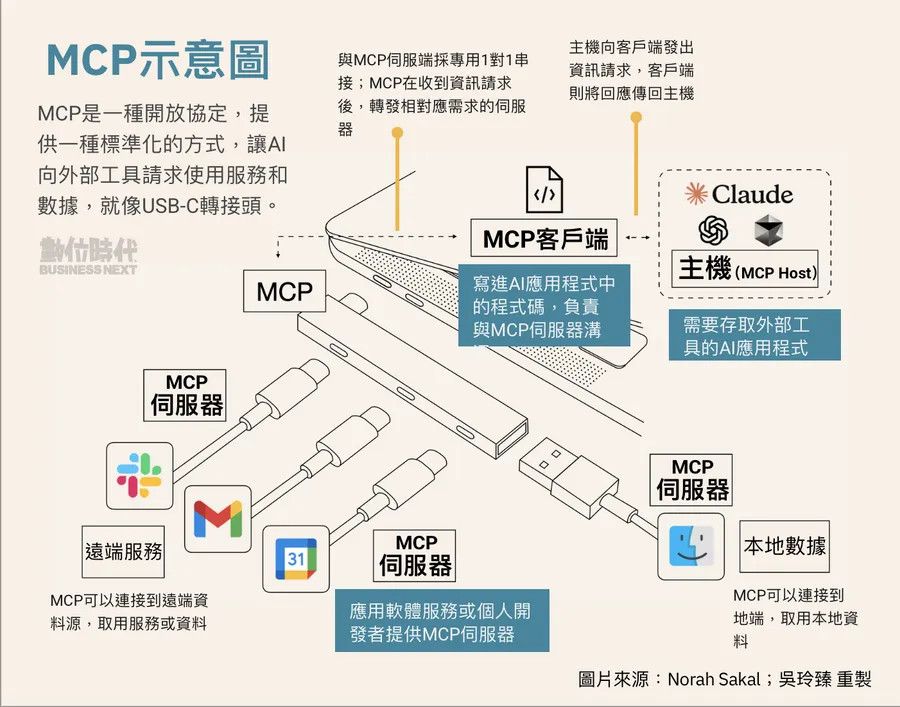 MCP示意圖
MCP是一種開放協定，提
供一種標準化的方式，讓AI
向外部工具請求使用服務和
數據，就像USB-C轉接頭。
數位時代
BUSINESS NEXT
與MCP伺服端採專用1對1串
接；MCP在收到資訊請求
後，轉發相對應需求的伺服
器
主機向客戶端發出
資訊請求，客戶端
則將回應傳回主機
Claude
MCP客戶端
主機(MCP Host)
寫進AI應用程式中
的程式碼，負責
與MCP伺服器溝
需要存取外部工
具的AI應用程式
MCP
MCP
伺服器
MCP
伺服器
31
遠端服務
MCP可以連接到遠端資
料源，取用服務或資料
MCP
伺服器
應用軟體服務或個人開
發者提供MCP伺服器
本地數據
MCP可以連接到
地端，取用本地資
料
圖片來源：Norah Sakal；吳玲臻 重製